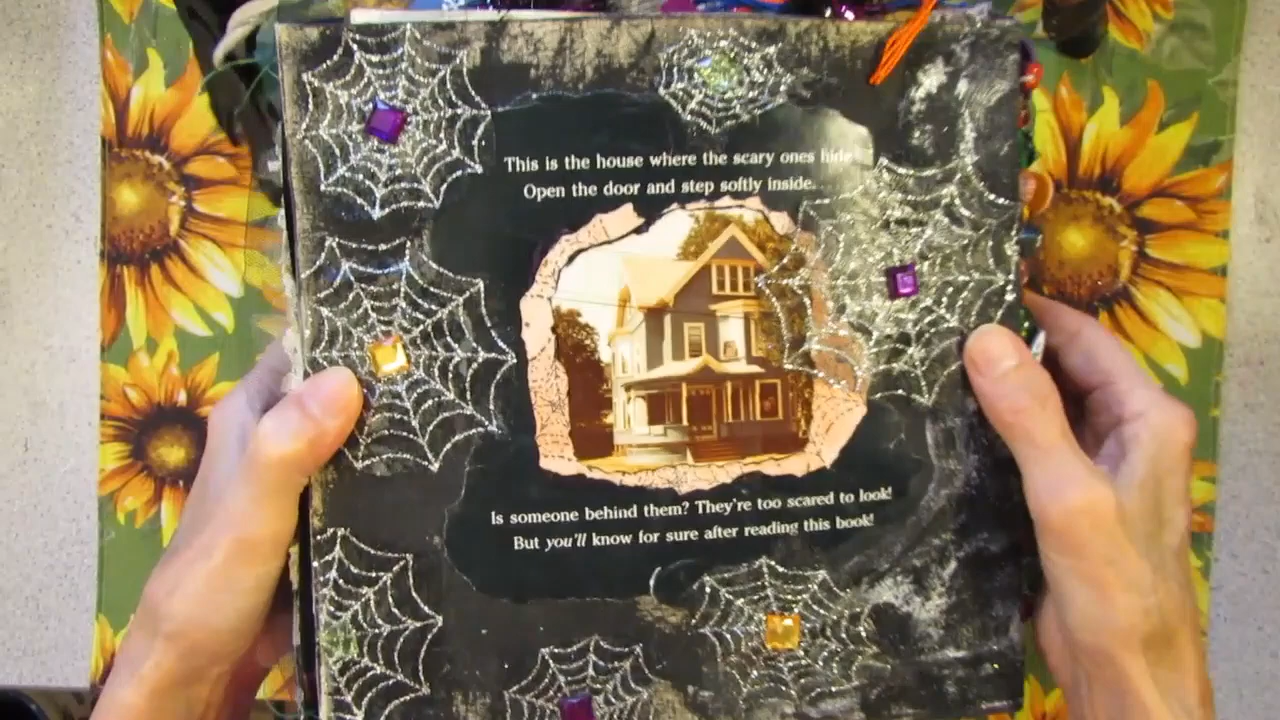 This is the house where the scary ones hide
Open the door and step softly inside.
Is someone behind them? They're too scared to look!
But you'll know for sure after reading this book!